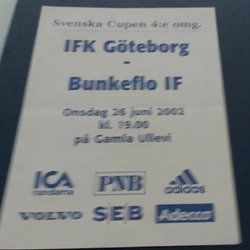 Svenska Cupen 4:e omg.
IFK Göteborg
-
Bunkeflo IF
Onsdag 26 juni 2002
kl. 19.00
på Gamla Ullevi
ICA PNB adidas
VOLVO SEB Adecco